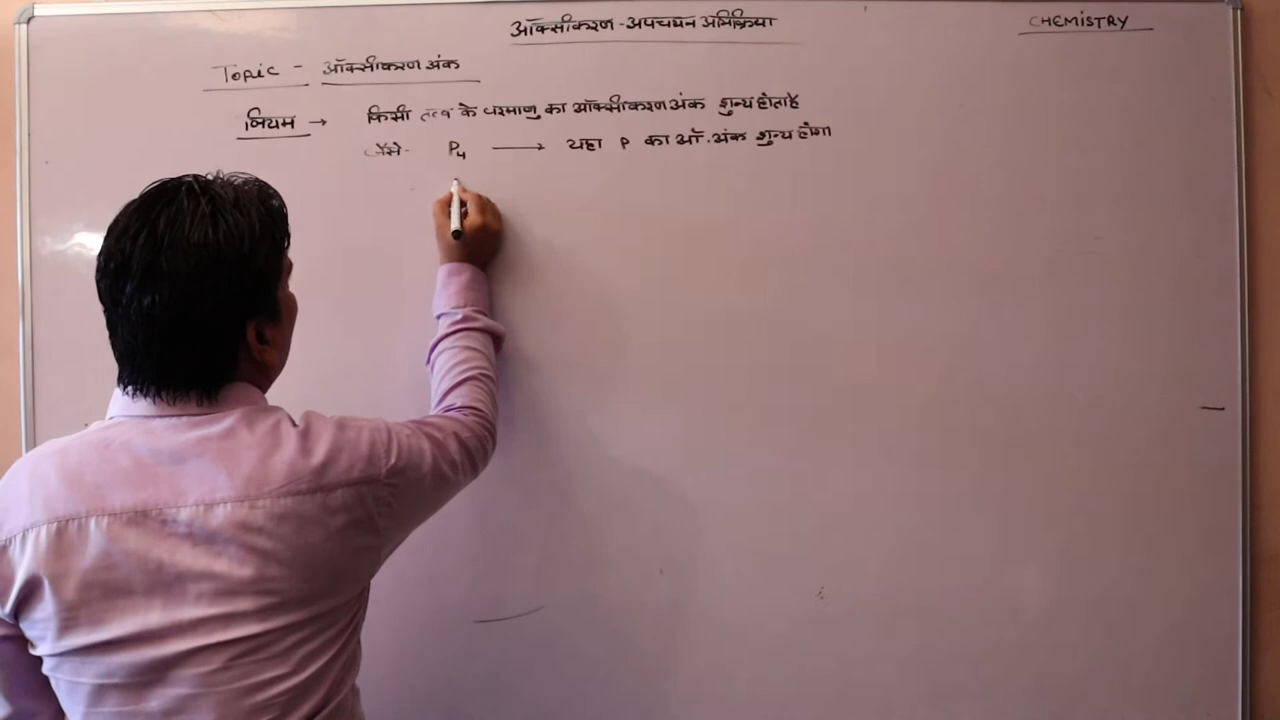 ऑक्सीकरण - अपचयन अभिक्रिया
CHEMISTRY
Topic - ऑक्सीकरण अंक
नियम → किसी तत्व के परमाणु का ऑक्सीकरण अंक शुन्य होता है
जैसे- P₄ ⟶ यहा P का ऑ.अंक शुन्य होगा